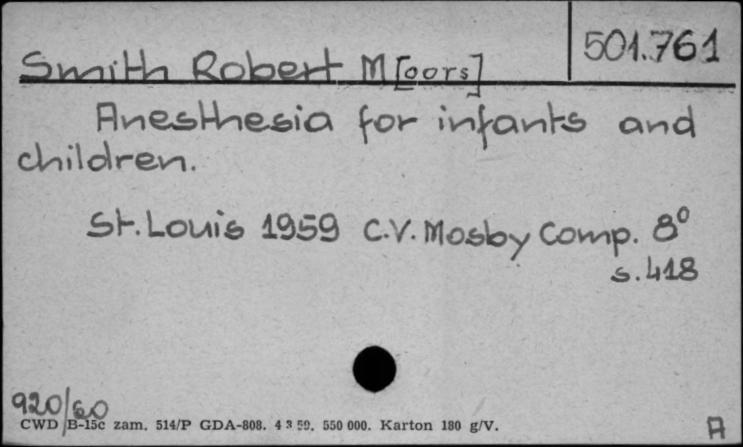 501.761
Smith Robert M[oors]
Anesthesia for infants and
children.
St. Louis 1959 C.V. Mosby Comp. 8°
s. 418
920/60
CWD B-15c zam. 514/P GDA-808. 4 3 59. 550 000. Karton 180 g/V.
A